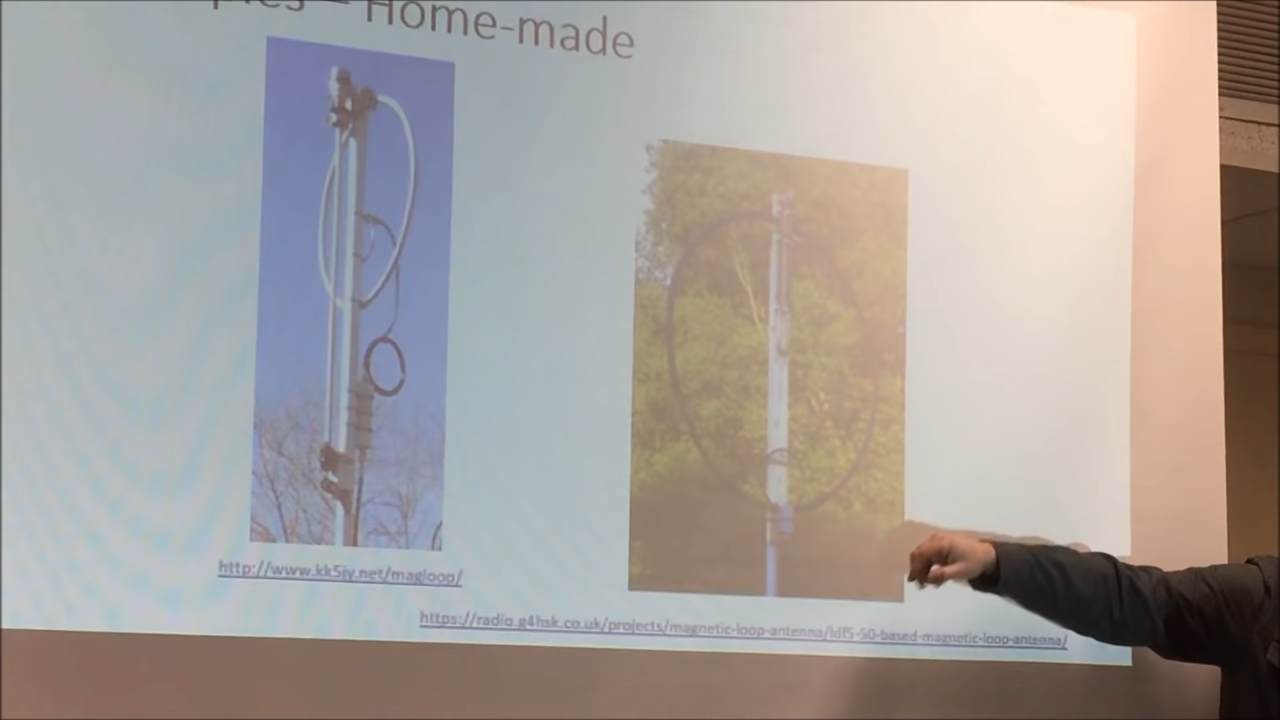 – Home-made
http://www.kk5jy.net/magloop/
https://radio.g4hsk.co.uk/projects/magnetic-loop-antenna/ldf5-50-based-magnetic-loop-antenna/